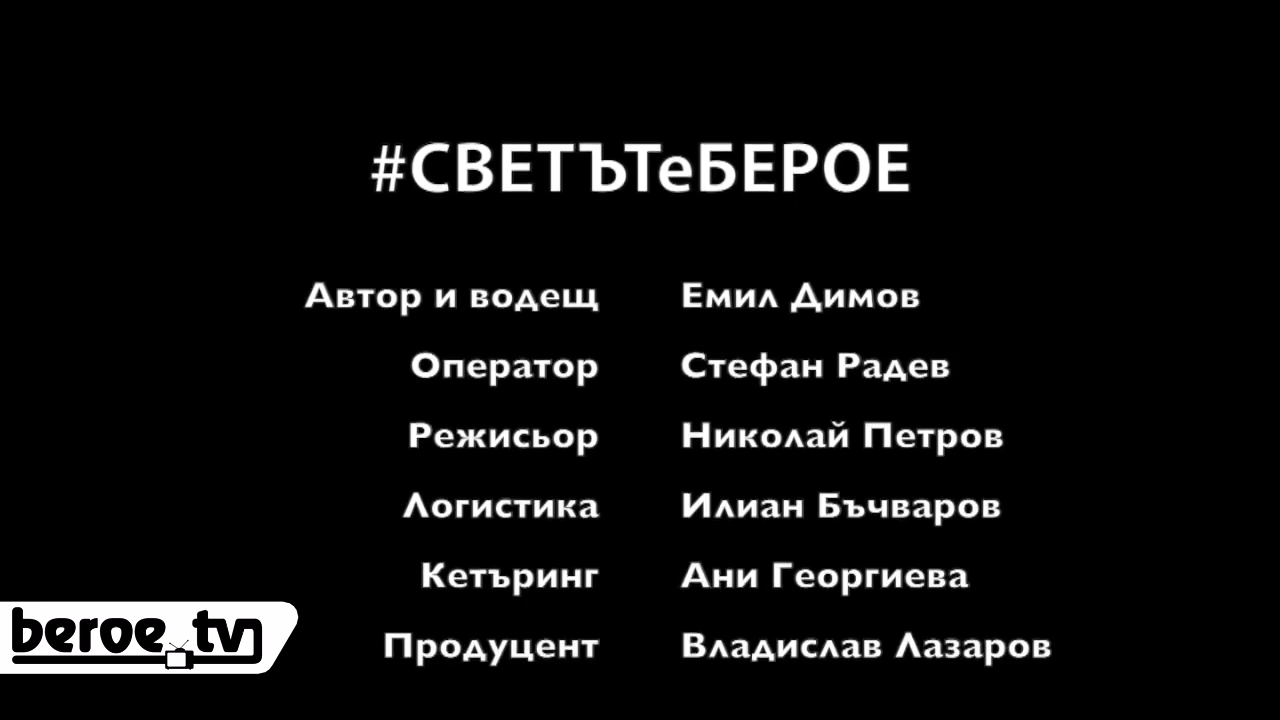 #СВЕТЪТеБЕРОЕ
Автор и водещ Емил Димов
Оператор Стефан Радев
Режисьор Николай Петров
Логистика Илиан Бъчваров
Кетъринг Ани Георгиева
Продуцент Владислав Лазаров
beroe.tv